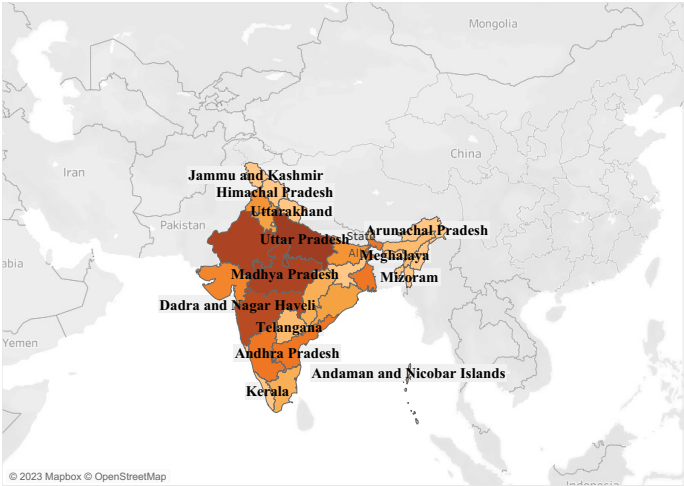 Mongolia
China
Iran
Jammu and Kashmir
Himachal Pradesh
Uttarakhand
Pakistan
Arunachal Pradesh
State
Uttar Pradesh
Meghalaya
Madhya Pradesh
Mizoram
Dadra and Nagar Haveli
Telangana
Yemen
Andhra Pradesh
Andaman and Nicobar Islands
Kerala
© 2023 Mapbox © OpenStreetMap